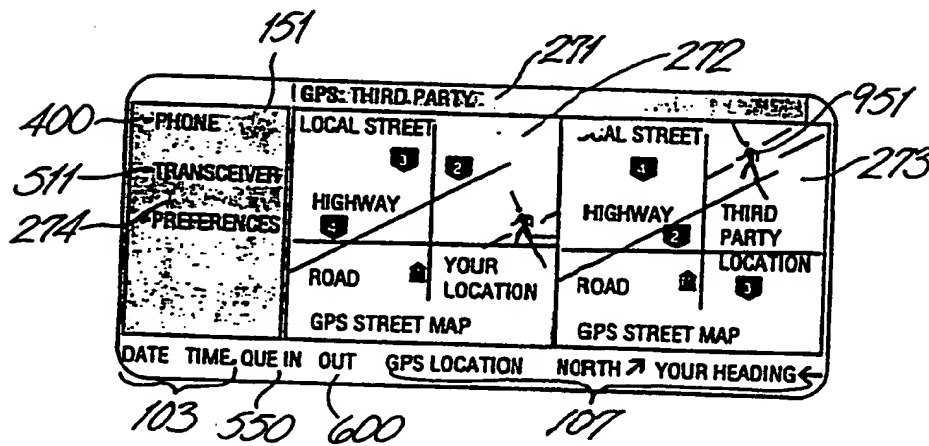 151
271
272
951
GPS: THIRD PARTY
400
PHONE
LOCAL STREET
3
2
CAL STREET
4
511
TRANSCEIVER
273
274
PREFERENCES
HIGHWAY
4
HIGHWAY
2
THIRD
PARTY
LOCATION
3
ROAD
YOUR
LOCATION
ROAD
GPS STREET MAP
GPS STREET MAP
DATE TIME QUE IN OUT GPS LOCATION NORTH YOUR HEADING
103 550 600 107